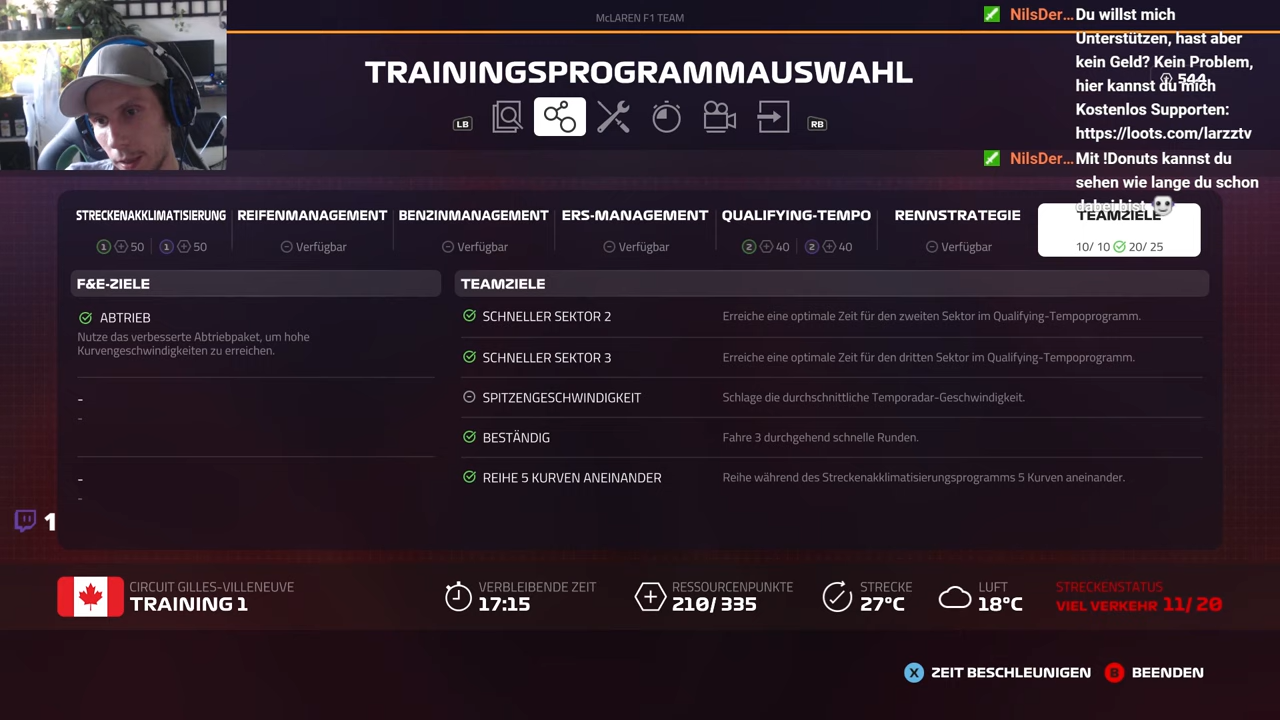 McLAREN F1 TEAM
TRAININGSPROGRAMMAUSWAHL
LB
RB
NilsDer... Du willst mich
Unterstützen, hast aber
kein Geld? Kein Problem,
544
hier kannst du mich
Kostenlos Supporten:
https://loots.com/larzztv
NilsDer... Mit !Donuts kannst du
sehen wie lange du schon
dabei bist
STRECKENAKKLIMATISIERUNG
1 50 1 50
REIFENMANAGEMENT
Verfügbar
BENZINMANAGEMENT
Verfügbar
ERS-MANAGEMENT
Verfügbar
QUALIFYING-TEMPO
2 40 2 40
RENNSTRATEGIE
Verfügbar
TEAMZIELE
10/ 10 20/ 25
F&E-ZIELE
ABTRIEB
Nutze das verbesserte Abtriebpaket, um hohe
Kurvengeschwindigkeiten zu erreichen.
-
-
-
-
TEAMZIELE
SCHNELLER SEKTOR 2 Erreiche eine optimale Zeit für den zweiten Sektor im Qualifying-Tempoprogramm.
SCHNELLER SEKTOR 3 Erreiche eine optimale Zeit für den dritten Sektor im Qualifying-Tempoprogramm.
SPITZENGESCHWINDIGKEIT Schlage die durchschnittliche Temporadar-Geschwindigkeit.
BESTÄNDIG Fahre 3 durchgehend schnelle Runden.
REIHE 5 KURVEN ANEINANDER Reihe während des Streckenakklimatisierungsprogramms 5 Kurven aneinander.
1
CIRCUIT GILLES-VILLENEUVE
TRAINING 1
VERBLEIBENDE ZEIT
17:15
RESSOURCENPUNKTE
210/ 335
STRECKE
27°C
LUFT
18°C
STRECKENSTATUS
VIEL VERKEHR 11/ 20
X ZEIT BESCHLEUNIGEN B BEENDEN